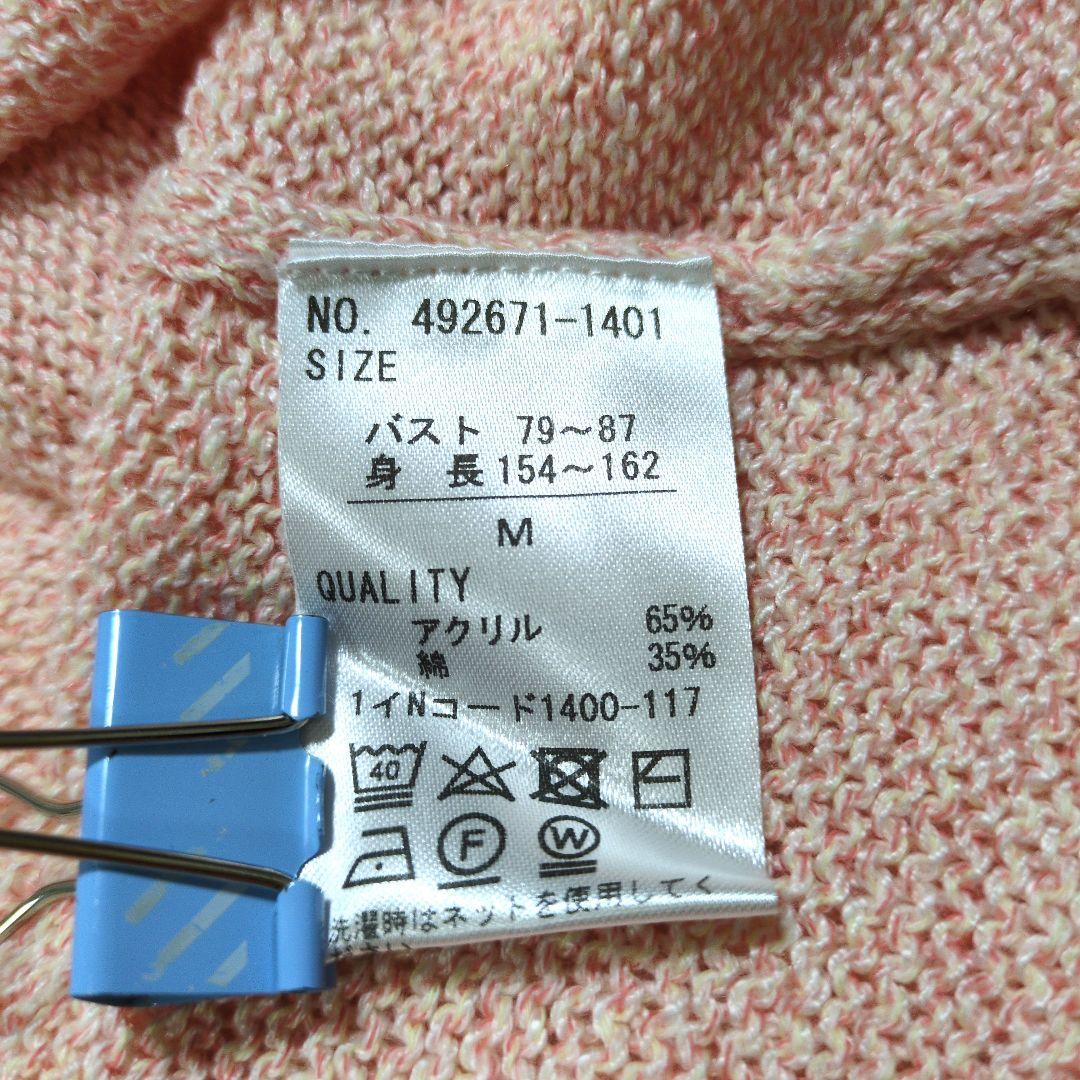 NO. 492671-1401
SIZE
バスト 79～87
身 長 154～162
M
QUALITY
アクリル 65%
綿 35%
1イNコード1400-117
40
F W
洗濯時はネットを使用してく